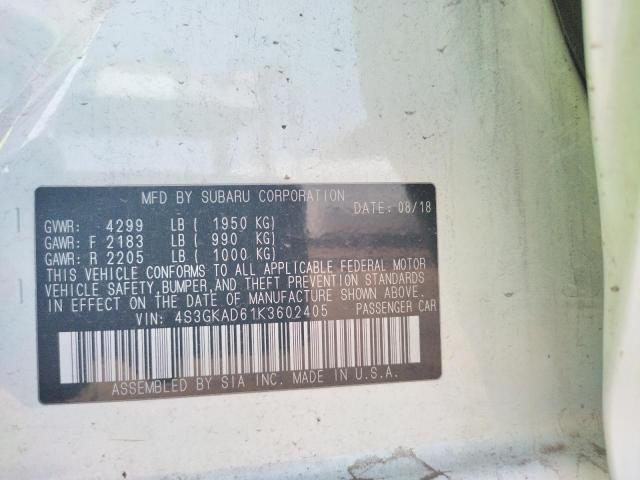 MFD BY SUBARU CORPORATION
DATE: 08/18
GVWR: 4299 LB ( 1950 KG)
GAWR: F 2183 LB ( 990 KG)
GAWR: R 2205 LB ( 1000 KG)
THIS VEHICLE CONFORMS TO ALL APPLICABLE FEDERAL MOTOR
VEHICLE SAFETY, BUMPER, AND THEFT PREVENTION STANDARDS
IN EFFECT ON THE DATE OF MANUFACTURE SHOWN ABOVE.
VIN: 4S3GKAD61K3602405 PASSENGER CAR
ASSEMBLED BY SIA INC. MADE IN U.S.A.